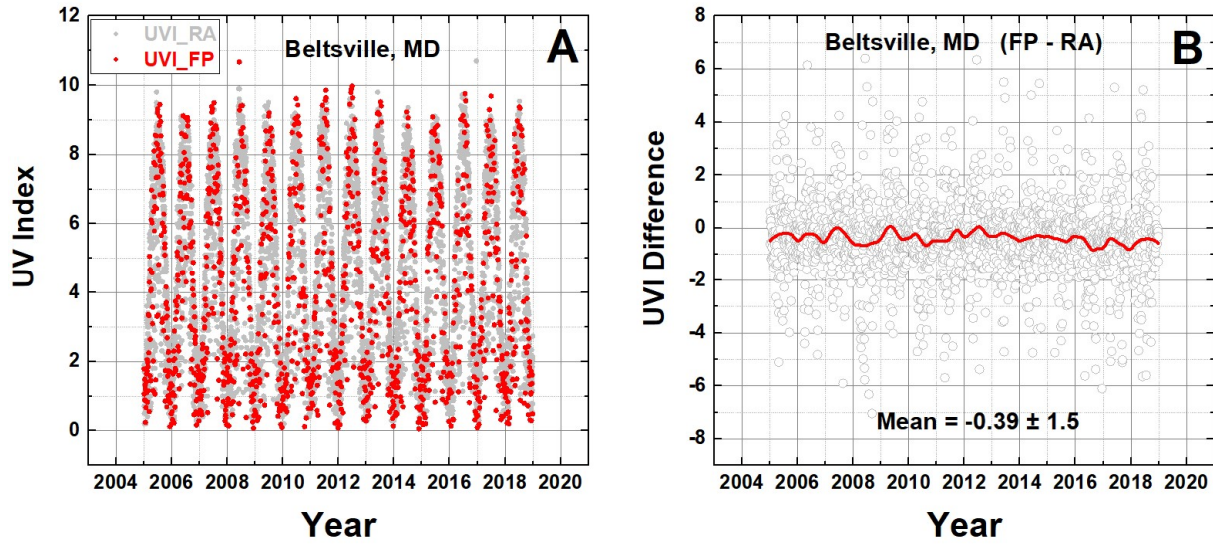 12
10
8
6
4
2
0
UV Index
UVI_RA
UVI_FP
Beltsville, MD
A
2004 2006 2008 2010 2012 2014 2016 2018 2020
Year
8
6
4
2
0
-2
-4
-6
-8
UVI Difference
Beltsville, MD (FP - RA)
B
Mean = -0.39 ± 1.5
2004 2006 2008 2010 2012 2014 2016 2018 2020
Year